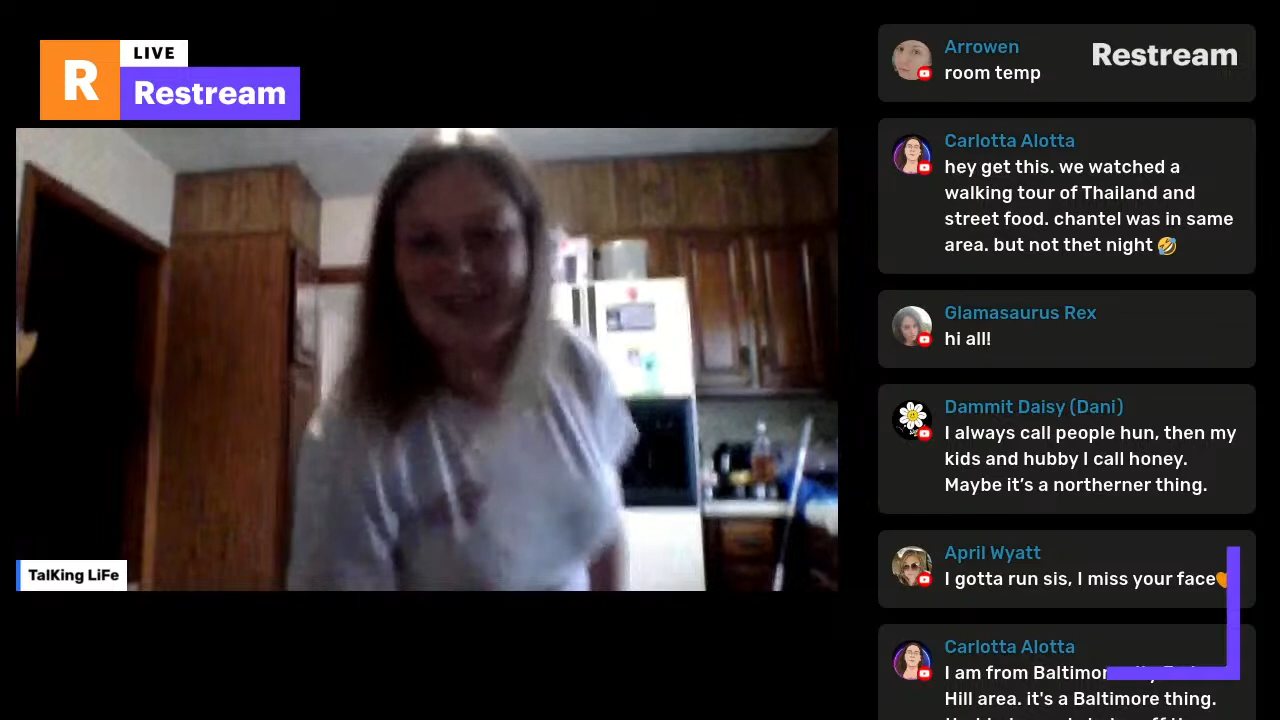 R
LIVE
Restream
TalKing LiFe
Restream
Arrowen
room temp
Carlotta Alotta
hey get this. we watched a
walking tour of Thailand and
street food. chantel was in same
area. but not thet night 🤣
Glamasaurus Rex
hi all!
Dammit Daisy (Dani)
I always call people hun, then my
kids and hubby I call honey.
Maybe it’s a northerner thing.
April Wyatt
I gotta run sis, I miss your face🧡
Carlotta Alotta
I am from Baltimor
Hill area. it's a Baltimore thing.